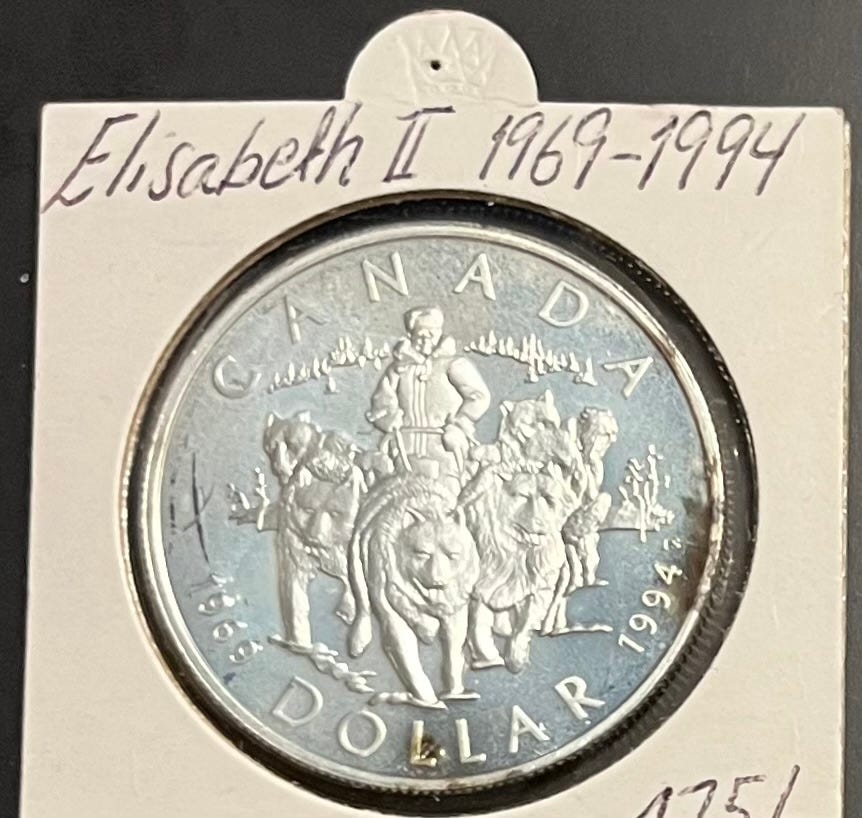 Elisabeth II 1969-1994
CANADA
1969
1994
DOLLAR